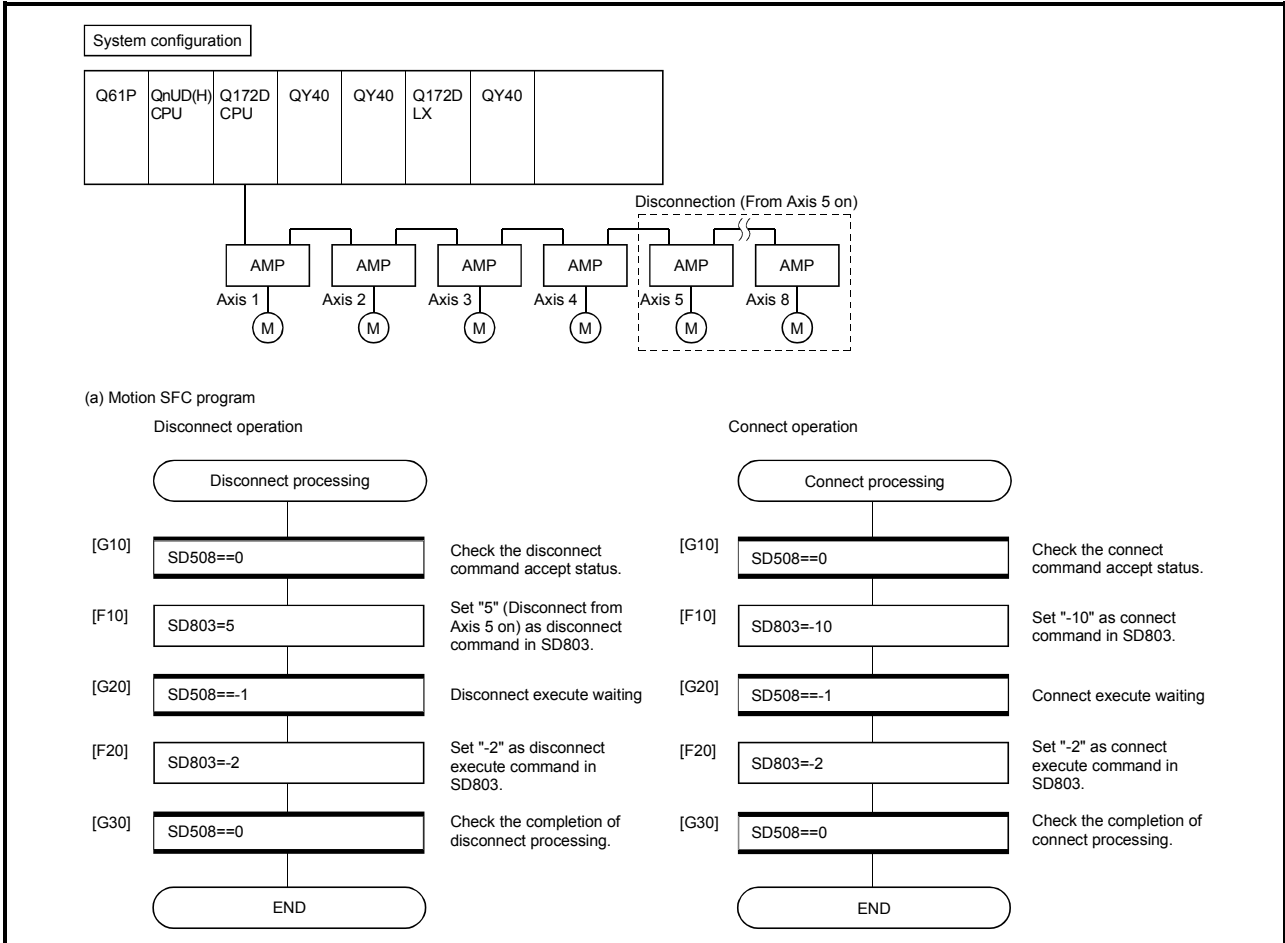 System configuration
Q61P QnUD(H) Q172D QY40 QY40 Q172D QY40
CPU CPU LX
Disconnection (From Axis 5 on)
AMP AMP AMP AMP AMP AMP
Axis 1 Axis 2 Axis 3 Axis 4 Axis 5 Axis 8
M M M M M M
(a) Motion SFC program
Disconnect operation
Disconnect processing
[G10] SD508==0
Check the disconnect
command accept status.
[F10] SD803=5
Set "5" (Disconnect from
Axis 5 on) as disconnect
command in SD803.
[G20] SD508==-1
Disconnect execute waiting
[F20] SD803=-2
Set "-2" as disconnect
execute command in
SD803.
[G30] SD508==0
Check the completion of
disconnect processing.
END
Connect operation
Connect processing
[G10] SD508==0
Check the connect
command accept status.
[F10] SD803=-10
Set "-10" as connect
command in SD803.
[G20] SD508==-1
Connect execute waiting
[F20] SD803=-2
Set "-2" as connect
execute command in
SD803.
[G30] SD508==0
Check the completion of
connect processing.
END